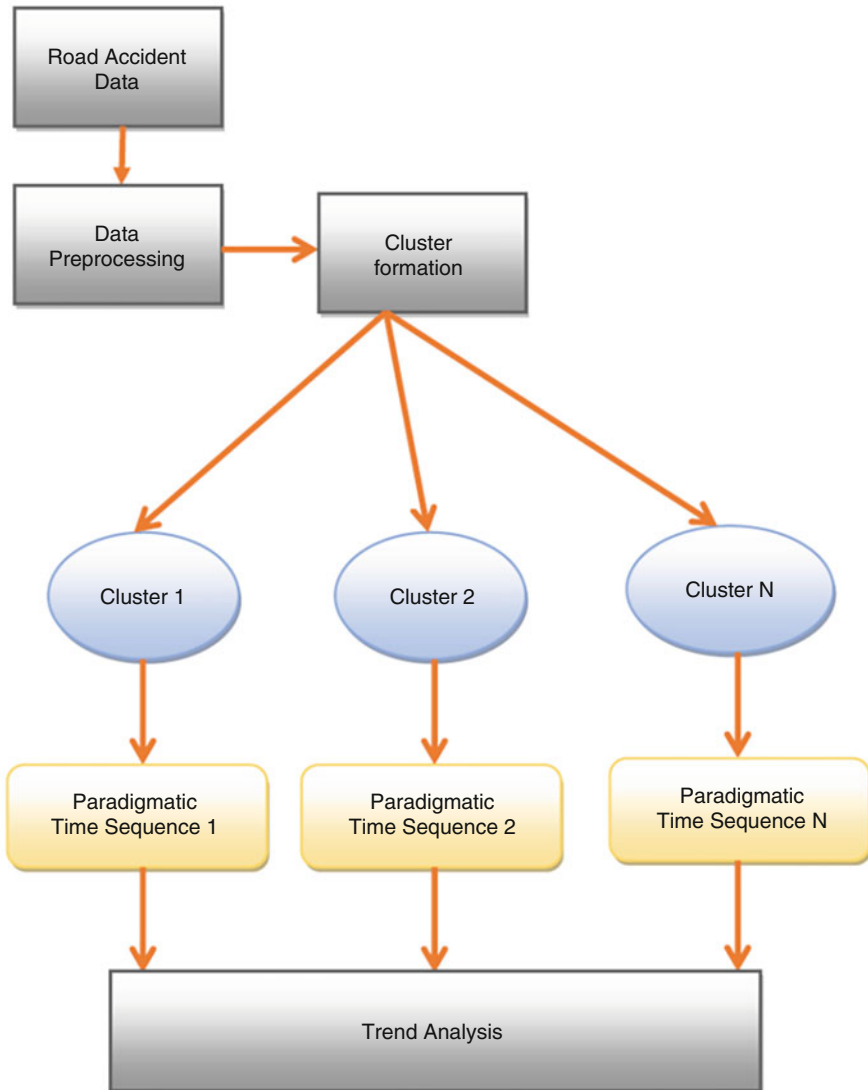 Road Accident
Data
Data
Preprocessing
Cluster
formation
Cluster 1
Cluster 2
Cluster N
Paradigmatic
Time Sequence 1
Paradigmatic
Time Sequence 2
Paradigmatic
Time Sequence N
Trend Analysis